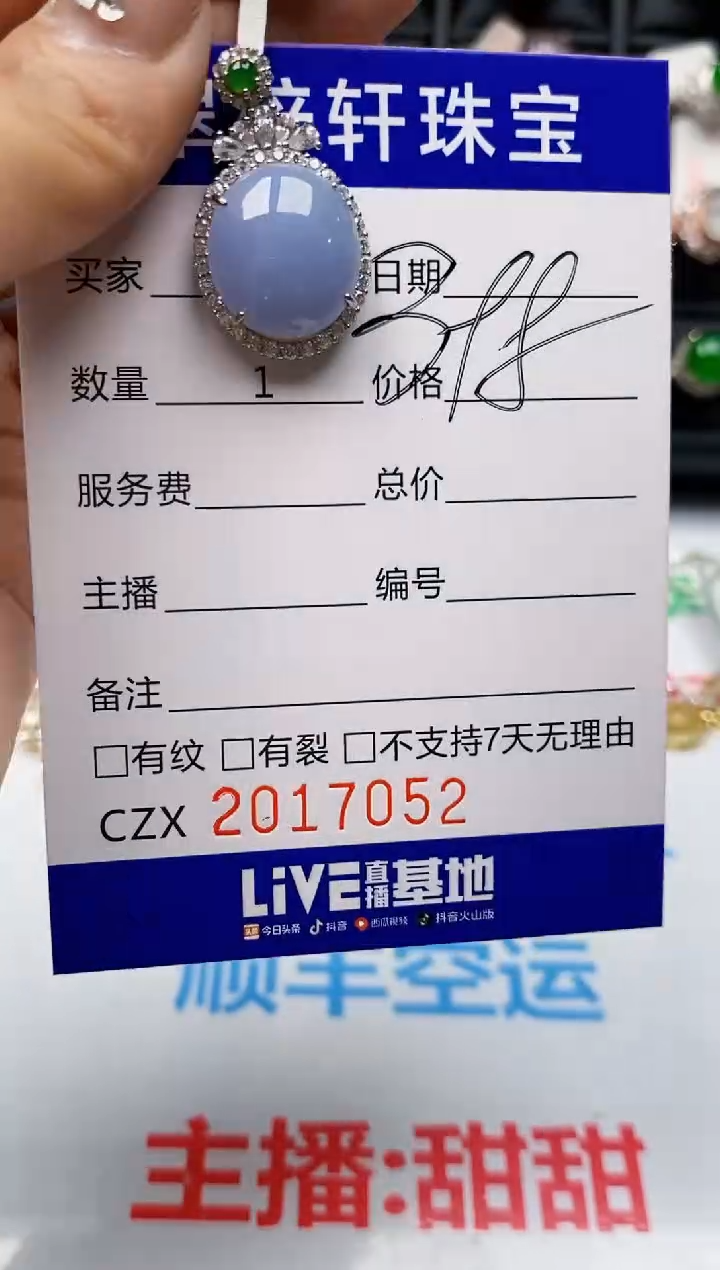 轩珠宝
买家 日期
数量 1 价格
服务费 总价
主播 编号
备注
□有纹 □有裂 □不支持7天无理由
CZX 2017052
LiVE直播基地
今日头条 抖音 西瓜视频 抖音火山版
顺丰空运
主播:甜甜